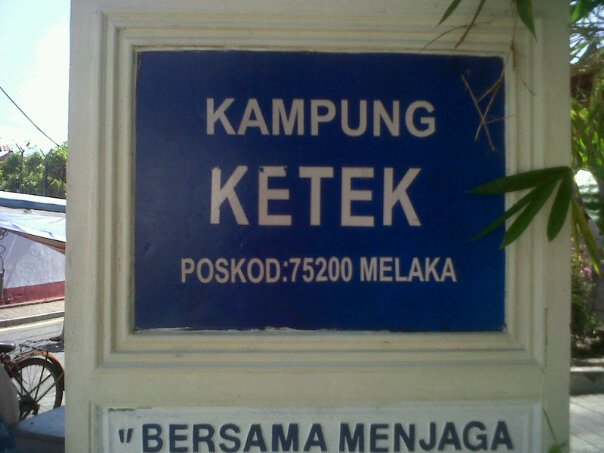 KAMPUNG
KETEK
POSKOD:75200 MELAKA
"BERSAMA MENJAGA